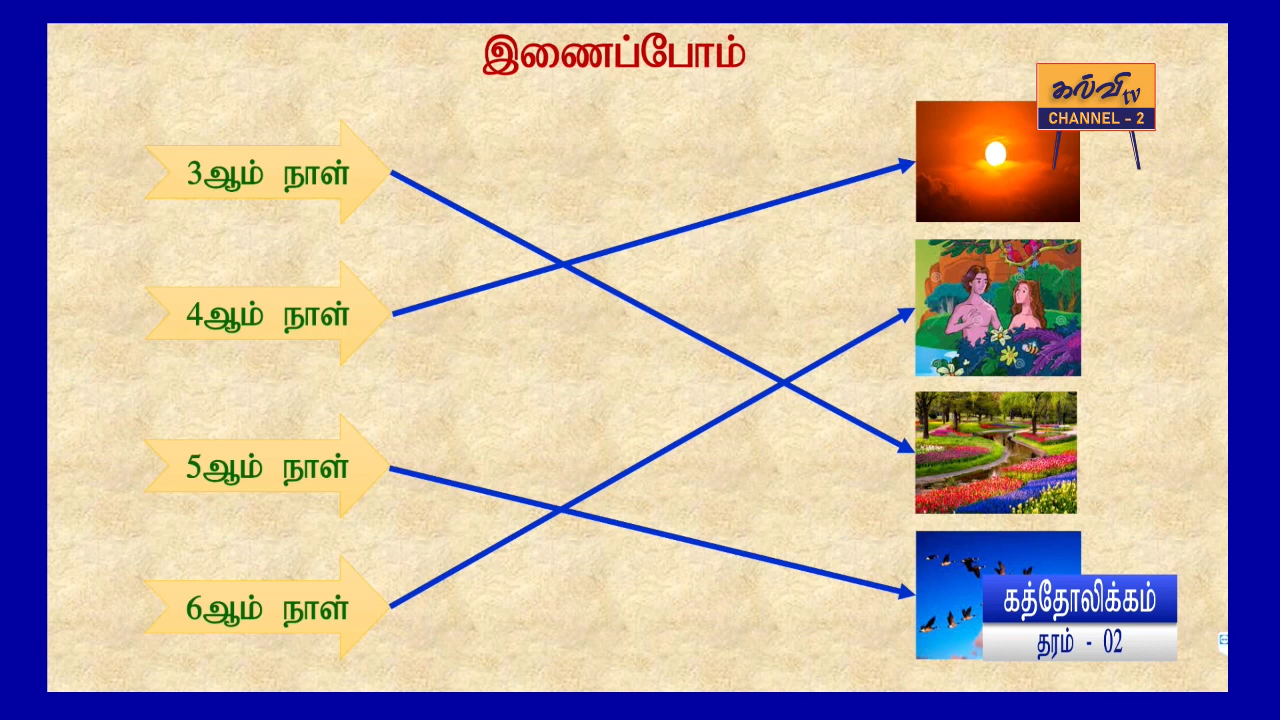 இணைப்போம்
கல்வி tv
CHANNEL - 2
3ஆம் நாள்
4ஆம் நாள்
5ஆம் நாள்
6ஆம் நாள்
கத்தோலிக்கம்
தரம் - 02